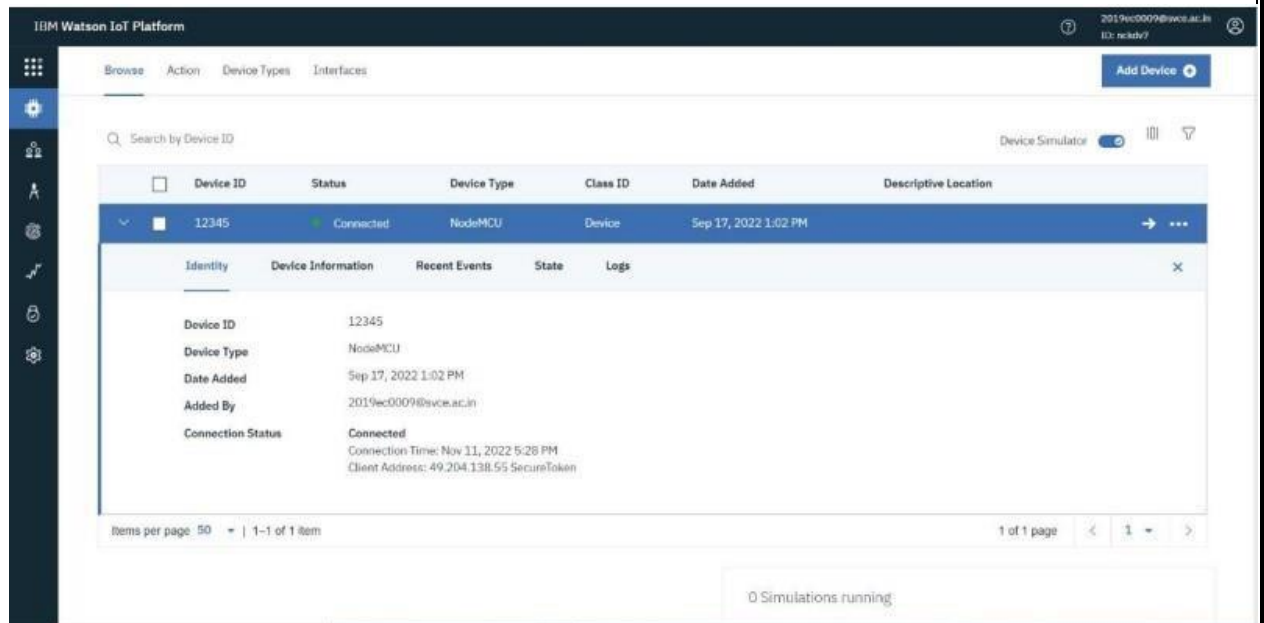 IBM Watson IoT Platform
2019ec0009@svce.ac.in
ID: nckdv7
Browse Action Device Types Interfaces
Add Device
Search by Device ID
Device Simulator
Device ID Status Device Type Class ID Date Added Descriptive Location
12345 Connected NodeMCU Device Sep 17, 2022 1:02 PM
Identity Device Information Recent Events State Logs
Device ID 12345
Device Type NodeMCU
Date Added Sep 17, 2022 1:02 PM
Added By 2019ec0009@svce.ac.in
Connection Status Connected
Connection Time: Nov 11, 2022 5:28 PM
Client Address: 49.204.138.55 SecureToken
Items per page 50 | 1–1 of 1 item
1 of 1 page < 1 >
0 Simulations running